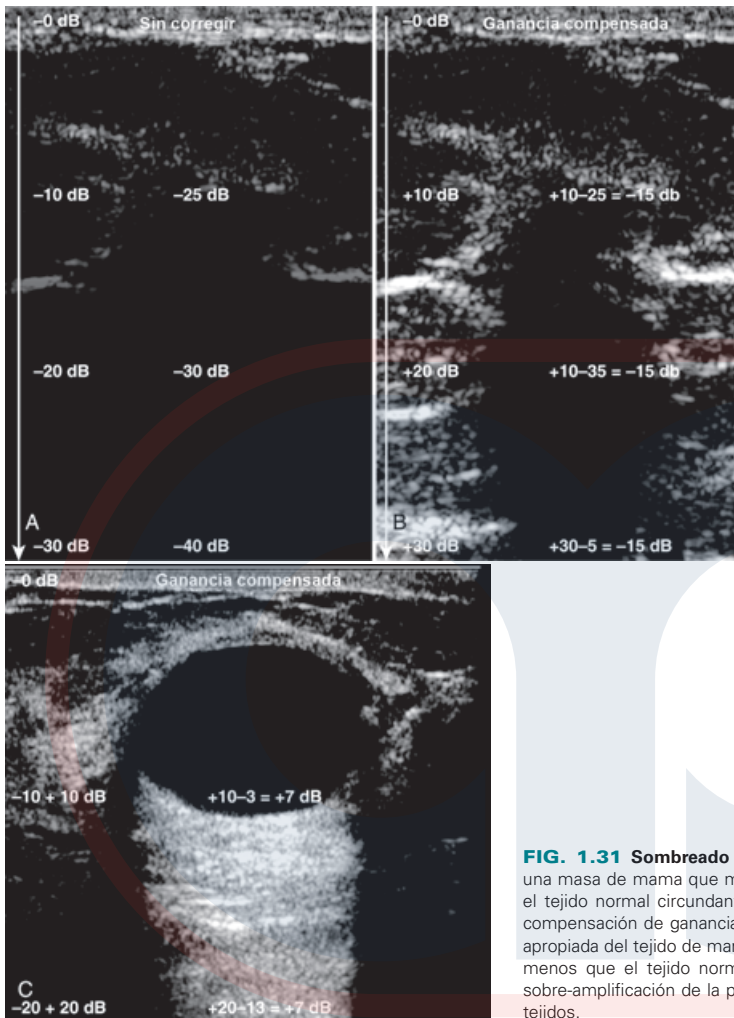 –0 dB Sin corregir
–10 dB –25 dB
–20 dB –30 dB
A
–30 dB –40 dB
–0 dB Ganancia compensada
+10 dB +10–25 = –15 db
+20 dB +10–35 = –15 db
B
+30 dB +30–5 = –15 dB
–0 dB Ganancia compensada
–10 + 10 dB +10–3 = +7 dB
C
–20 + 20 dB +20–13 = +7 dB
FIG. 1.31 Sombreado
una masa de mama que
el tejido normal
compensación de
apropiada del tejido de
menos que el tejido
sobre-amplificación de la
tejidos.